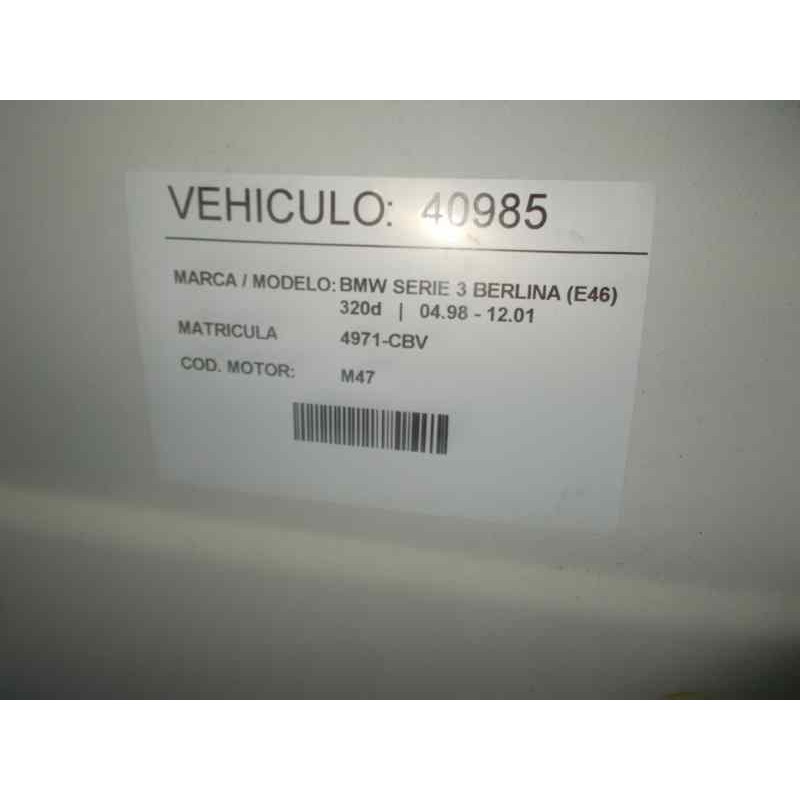 VEHICULO: 40985
MARCA / MODELO: BMW SERIE 3 BERLINA (E46)
320d | 04.98 - 12.01
MATRICULA 4971-CBV
COD. MOTOR: M47